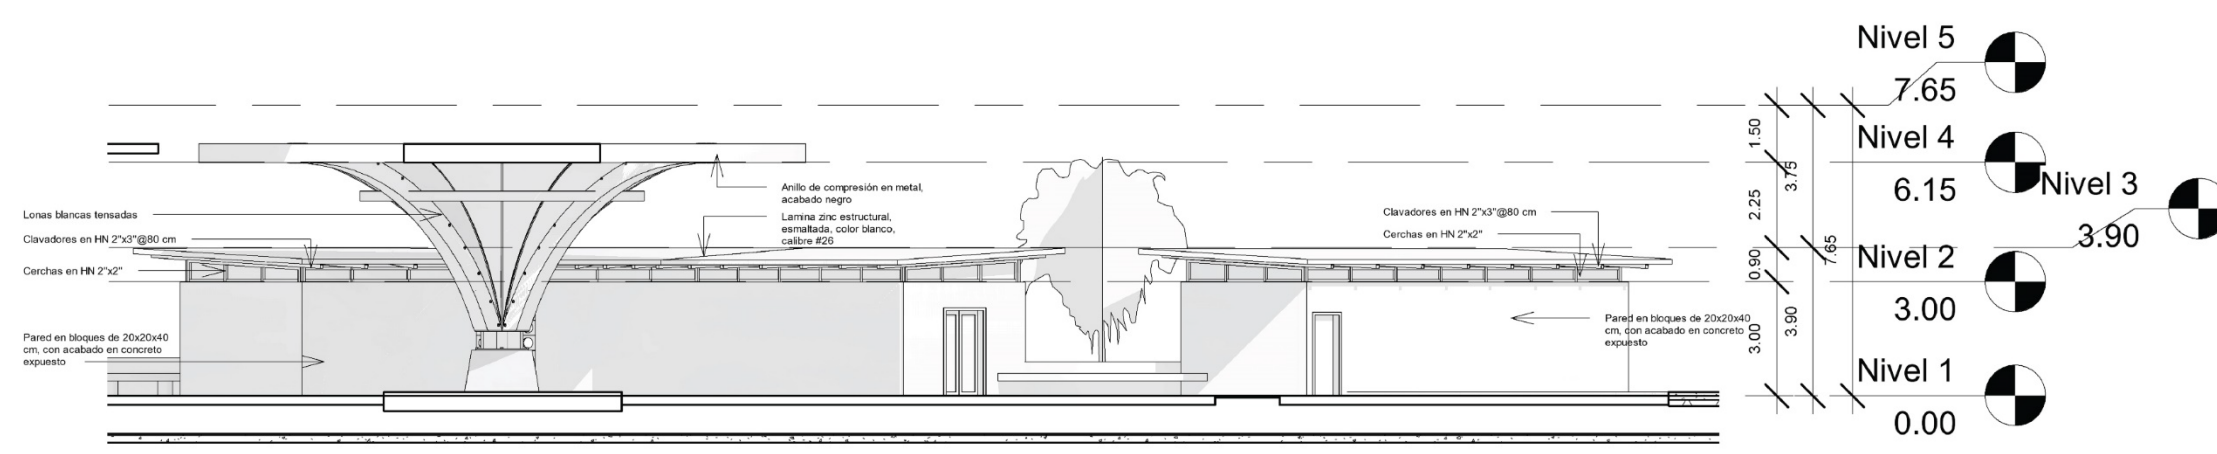 Nivel 5
7.65
Nivel 4
6.15
Nivel 3
3.90
Nivel 2
3.00
Nivel 1
0.00
1.50
2.25
0.90
3.00
3.75
3.90
7.65
Lonas blancas tensadas
Clavadores en HN 2"x3"@80 cm
Cerchas en HN 2"x2"
Pared en bloques de 20x20x40
cm, con acabado en concreto
expuesto
Anillo de compresión en metal,
acabado negro
Lamina zinc estructural,
esmaltada, color blanco,
calibre #26
Clavadores en HN 2"x3"@80 cm
Cerchas en HN 2"x2"
Pared en bloques de 20x20x40
cm, con acabado en concreto
expuesto